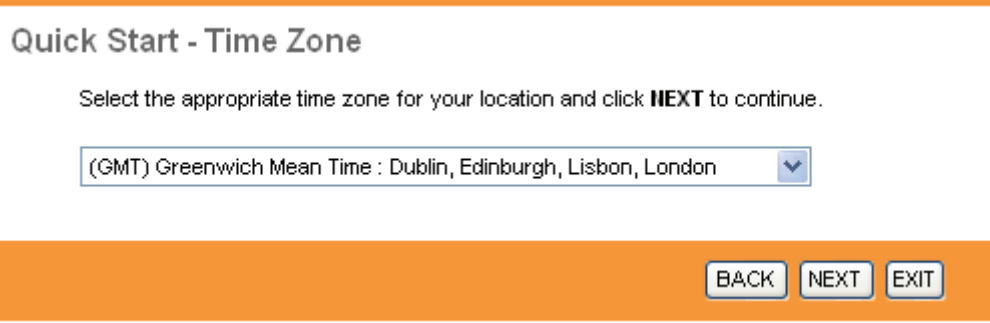 Quick Start - Time Zone
Select the appropriate time zone for your location and click NEXT to continue.
(GMT) Greenwich Mean Time : Dublin, Edinburgh, Lisbon, London
BACK NEXT EXIT